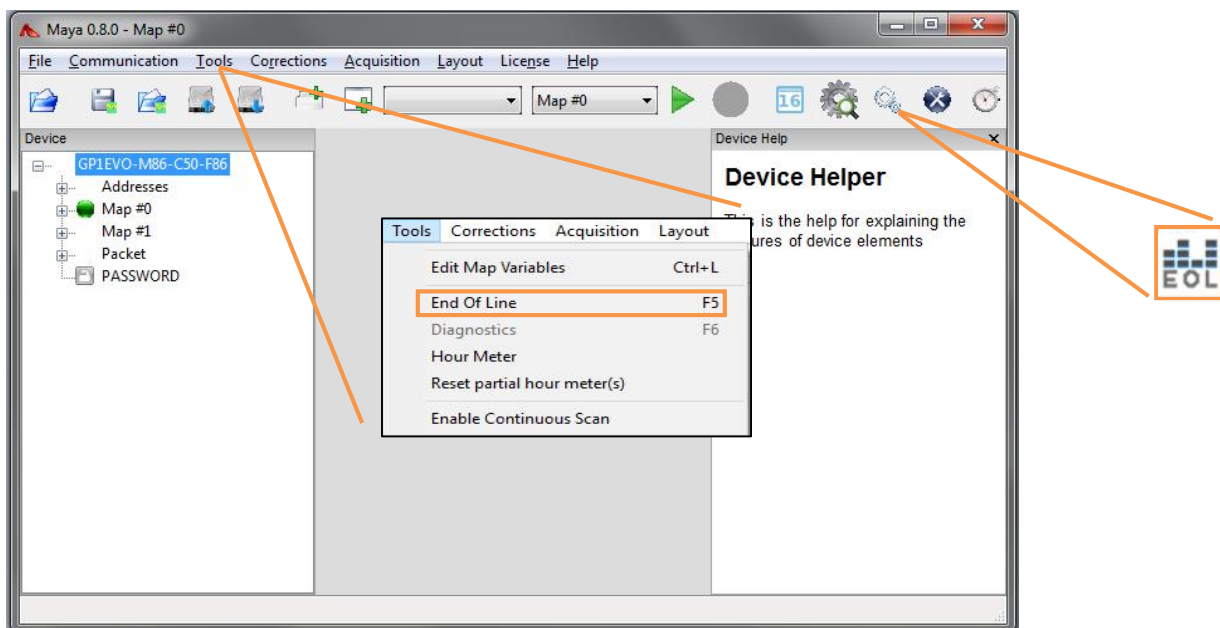 Maya 0.8.0 - Map #0
File Communication Tools Corrections Acquisition Layout License Help
Map #0
16
Device
Device Help
GP1EVO-M86-C50-F86
Addresses
Map #0
Map #1
Packet
PASSWORD
Device Helper
is the help for explaining the
of device elements
Tools Corrections Acquisition Layout
Edit Map Variables Ctrl+L
End Of Line F5
Diagnostics F6
Hour Meter
Reset partial hour meter(s)
Enable Continuous Scan
EOL